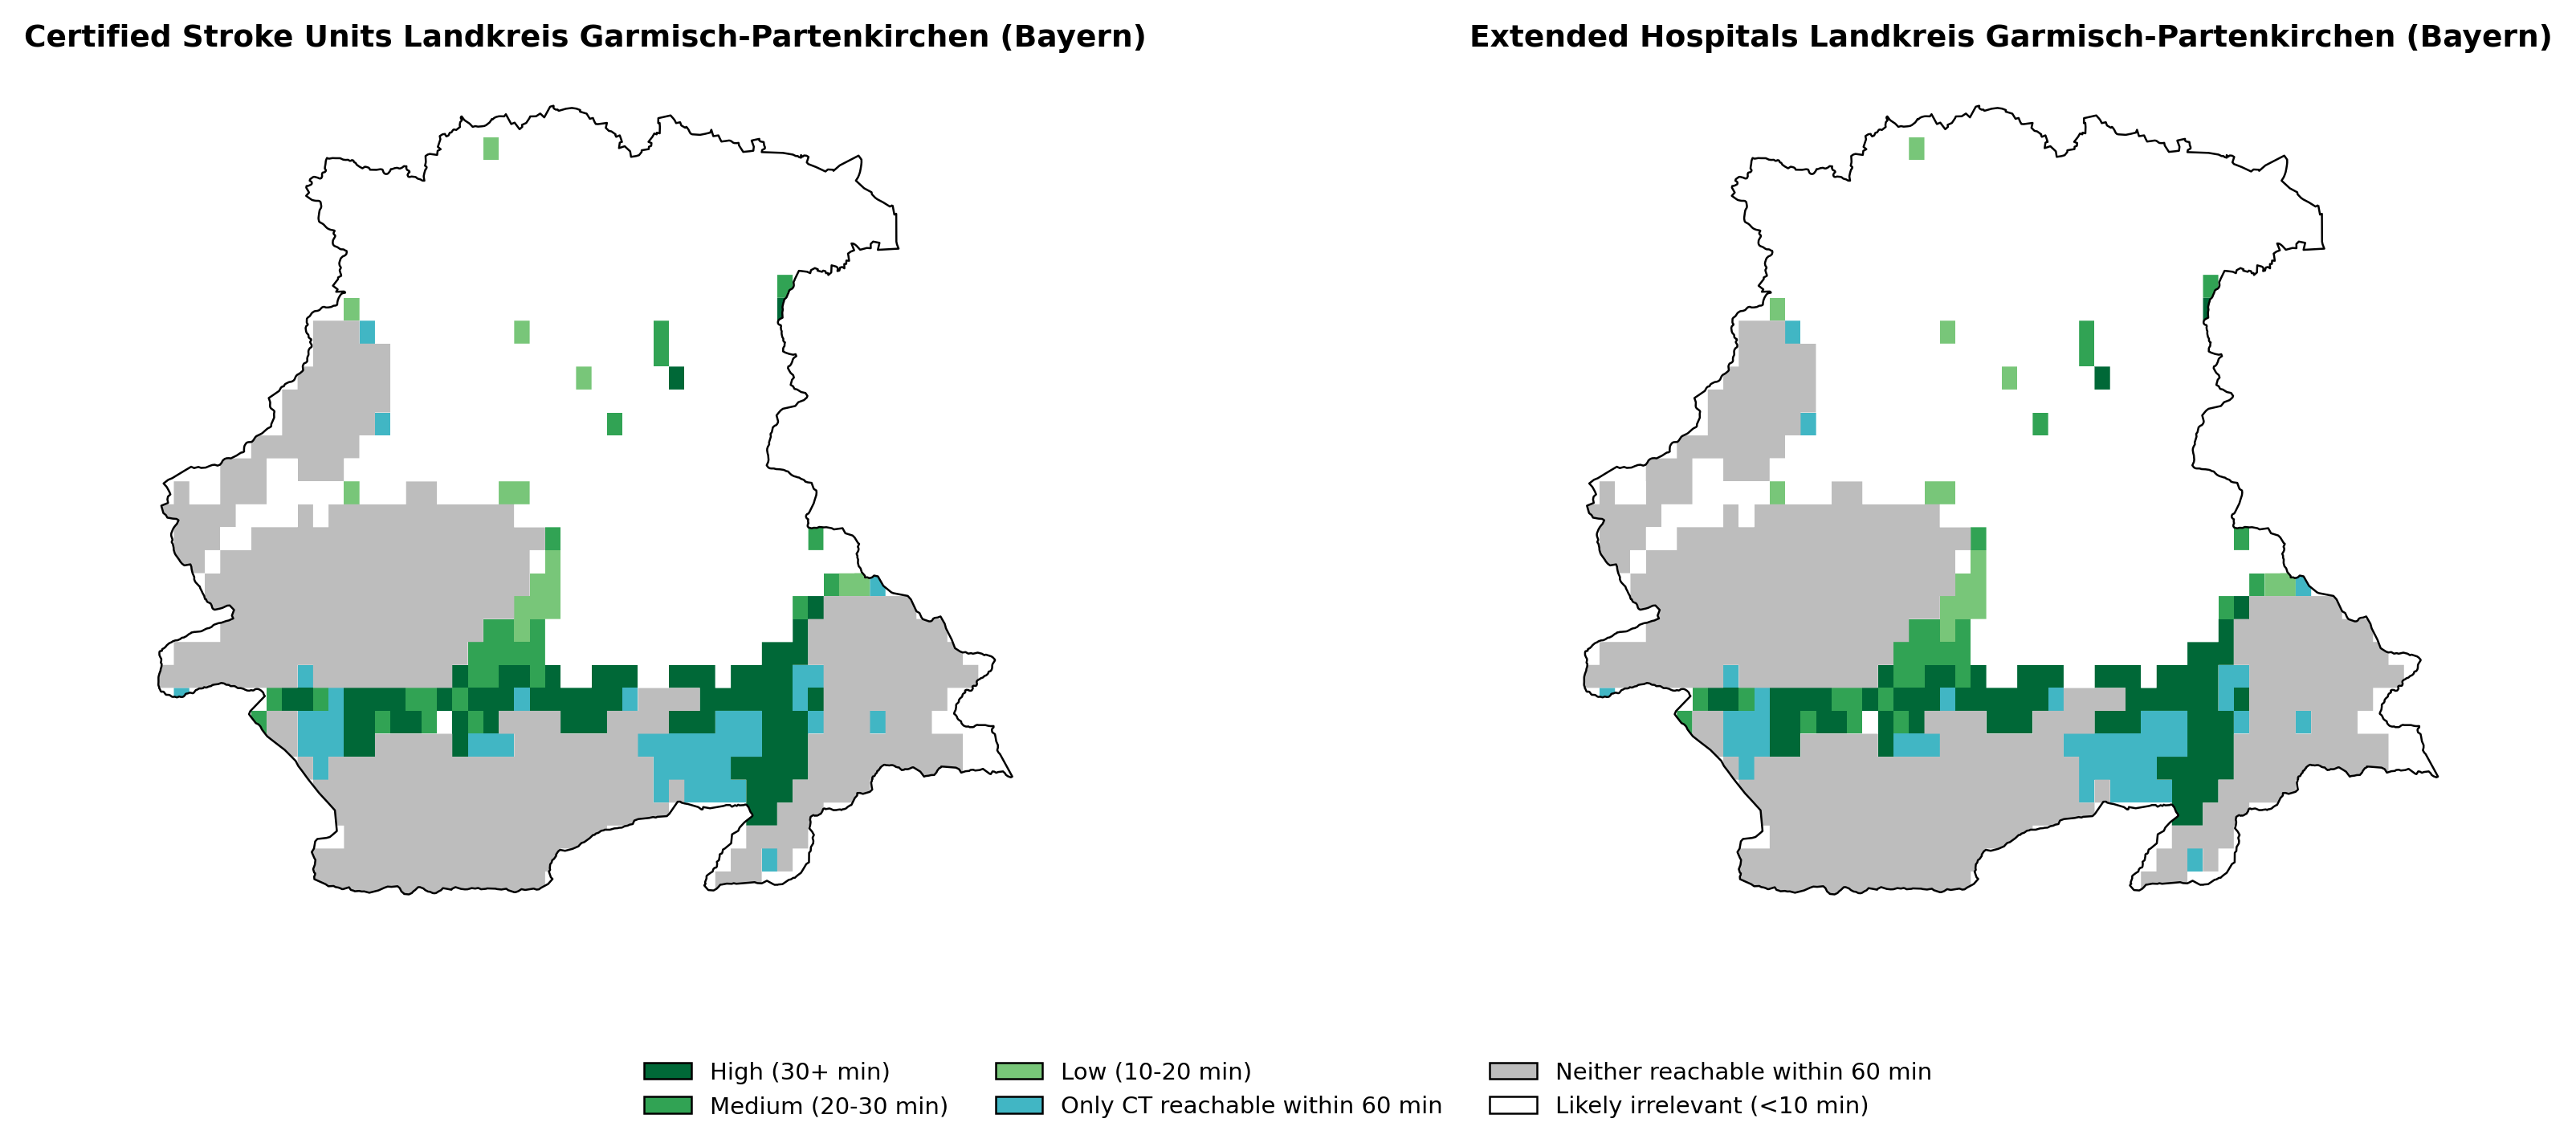 Certified Stroke Units Landkreis Garmisch-Partenkirchen (Bayern)
Extended Hospitals Landkreis Garmisch-Partenkirchen (Bayern)
High (30+ min)
Medium (20-30 min)
Low (10-20 min)
Only CT reachable within 60 min
Neither reachable within 60 min
Likely irrelevant (<10 min)